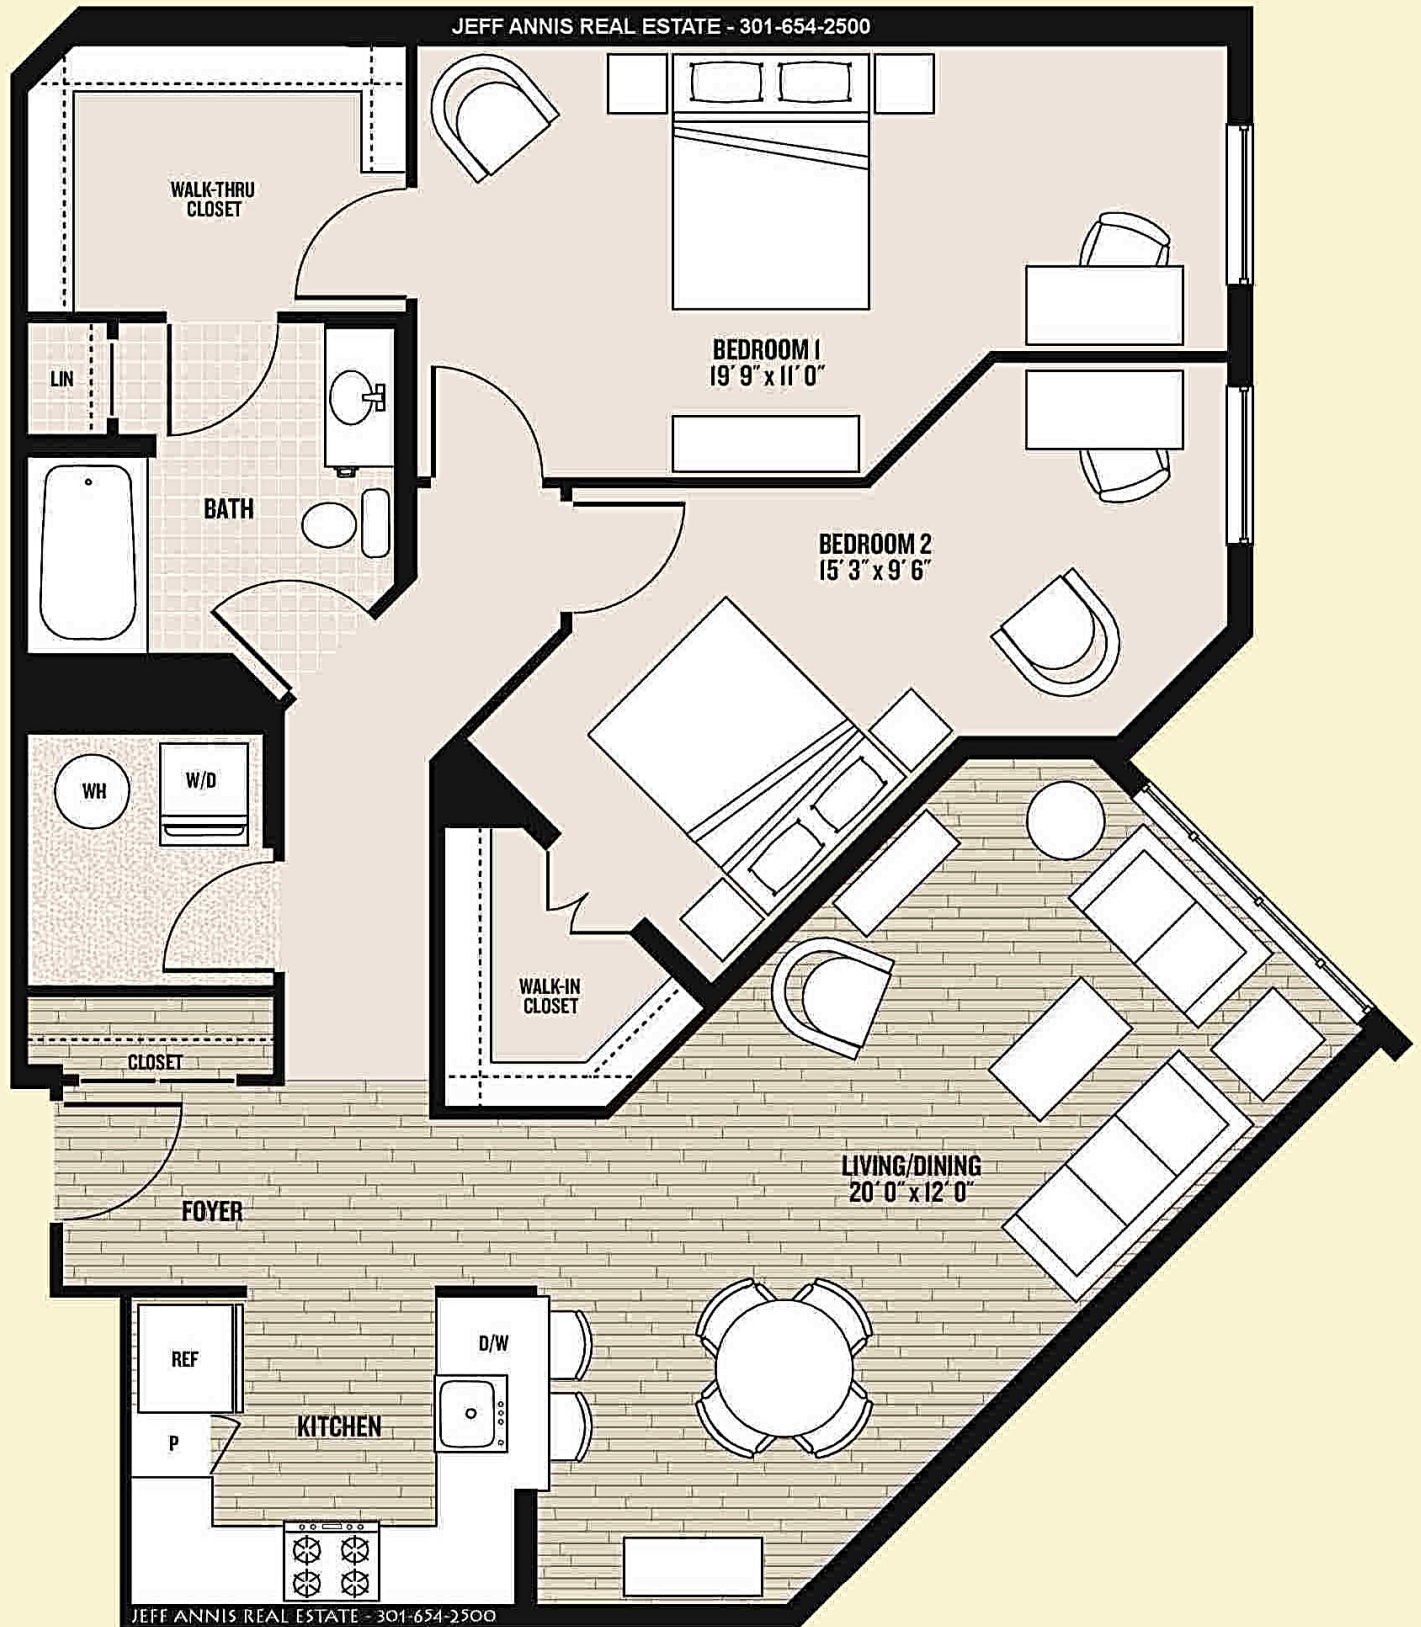 JEFF ANNIS REAL ESTATE - 301-654-2500
WALK-THRU
CLOSET
BEDROOM 1
19' 9" x 11' 0"
LIN
BATH
BEDROOM 2
15' 3" x 9' 6"
WH
W/D
WALK-IN
CLOSET
CLOSET
LIVING/DINING
20' 0" x 12' 0"
FOYER
REF
D/W
KITCHEN
P
JEFF ANNIS REAL ESTATE - 301-654-2500